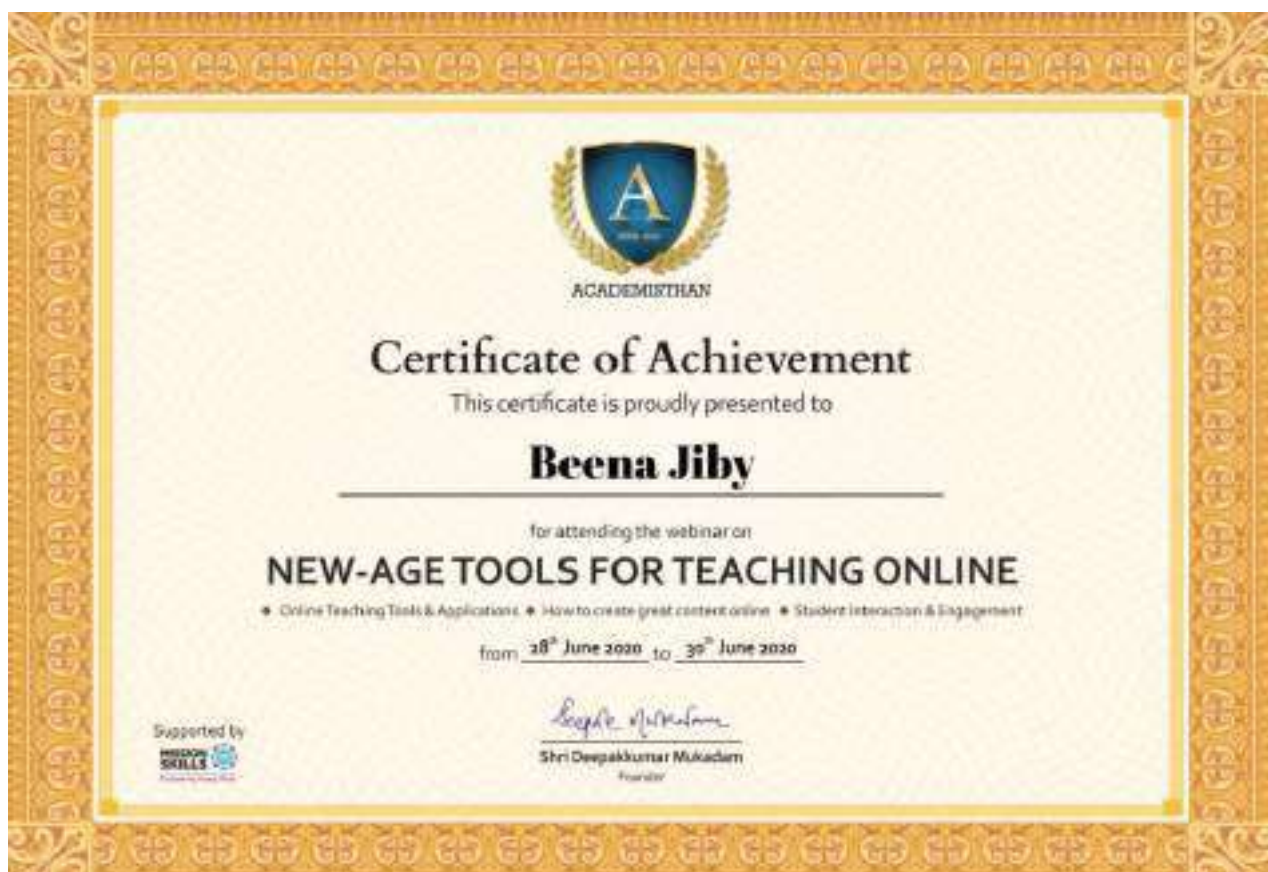 A
ACADEMISTHAN
Certificate of Achievement
This certificate is proudly presented to
Beena Jiby
for attending the webinar on
NEW-AGE TOOLS FOR TEACHING ONLINE
◆ Online Teaching Tools & Applications ◆ How to create great content online ◆ Student Interaction & Engagement
from 28th June 2020 to 30th June 2020
Supported by
MISSION
SKILLS
Shri Deepakkumar Mukadam
Founder